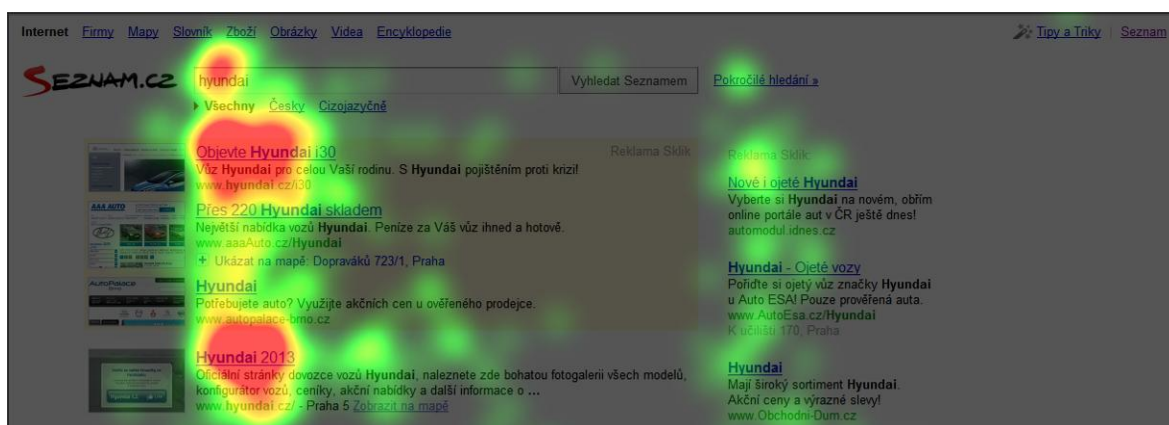 Internet Firmy Mapy Slovník Zboží Obrázky Videa Encyklopedie
Tipy a Triky | Seznam
SEZNAM.CZ
hyundai
Vyhledat Seznamem
Pokročilé hledání »
Všechny Česky Cizojazyčně
Objevte Hyundai i30
Reklama Sklik
Vůz Hyundai pro celou Vaší rodinu. S Hyundai pojištěním proti krizi!
www.hyundai.cz/i30
AAA AUTO
Přes 220 Hyundai skladem
Největší nabídka vozů Hyundai. Peníze za Váš vůz ihned a hotově.
www.aaaAuto.cz/Hyundai
+ Ukázat na mapě: Dopraváků 723/1, Praha
AutoPalace
Hyundai
Potřebujete auto? Využijte akčních cen u ověřeného prodejce.
www.autopalace-brno.cz
Hyundai 2013
Oficiální stránky dovozce vozů Hyundai, naleznete zde bohatou fotogalerii všech modelů,
konfigurátor vozů, ceníky, akční nabídky a další informace o ...
www.hyundai.cz/ - Praha 5 Zobrazit na mapě
Reklama Sklik
Nové i ojeté Hyundai
Vyberte si Hyundai na novém, obřím
online portále aut v ČR ještě dnes!
automodul.idnes.cz
Hyundai - Ojeté vozy
Pořiďte si ojetý vůz značky Hyundai
u Auto ESA! Pouze prověřená auta.
www.AutoEsa.cz/Hyundai
K učilišti 170, Praha
Hyundai
Mají široký sortiment Hyundai.
Akční ceny a výrazné slevy!
www.Obchodni-Dum.cz